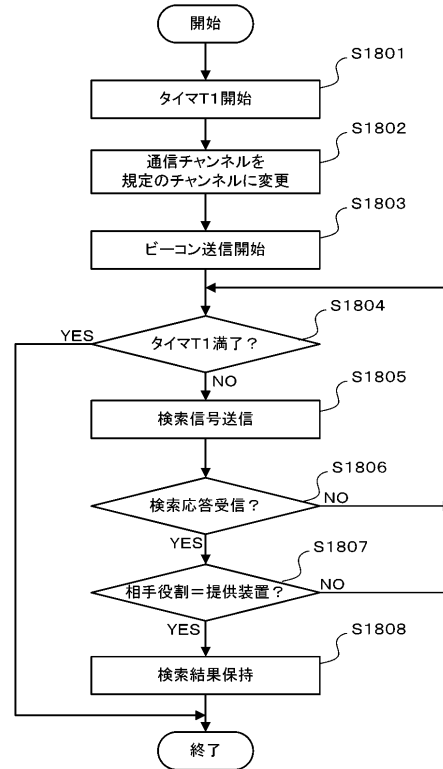 開始
S1801
タイマT1開始
S1802
通信チャンネルを
規定のチャンネルに変更
S1803
ビーコン送信開始
S1804
YES
タイマT1満了？
NO
S1805
検索信号送信
S1806
検索応答受信？
NO
YES
S1807
相手役割＝提供装置？
NO
YES
S1808
検索結果保持
終了